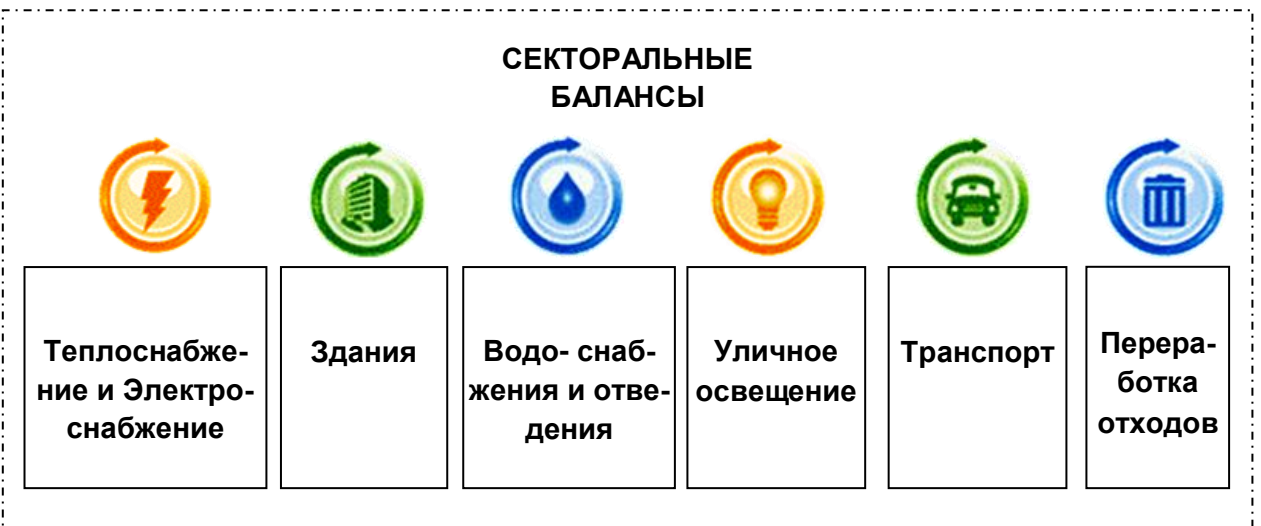 СЕКТОРАЛЬНЫЕ
БАЛАНСЫ
Теплоснабже-
ние и Электро-
снабжение
Здания
Водо- снаб-
жения и отве-
дения
Уличное
освещение
Транспорт
Перера-
ботка
отходов